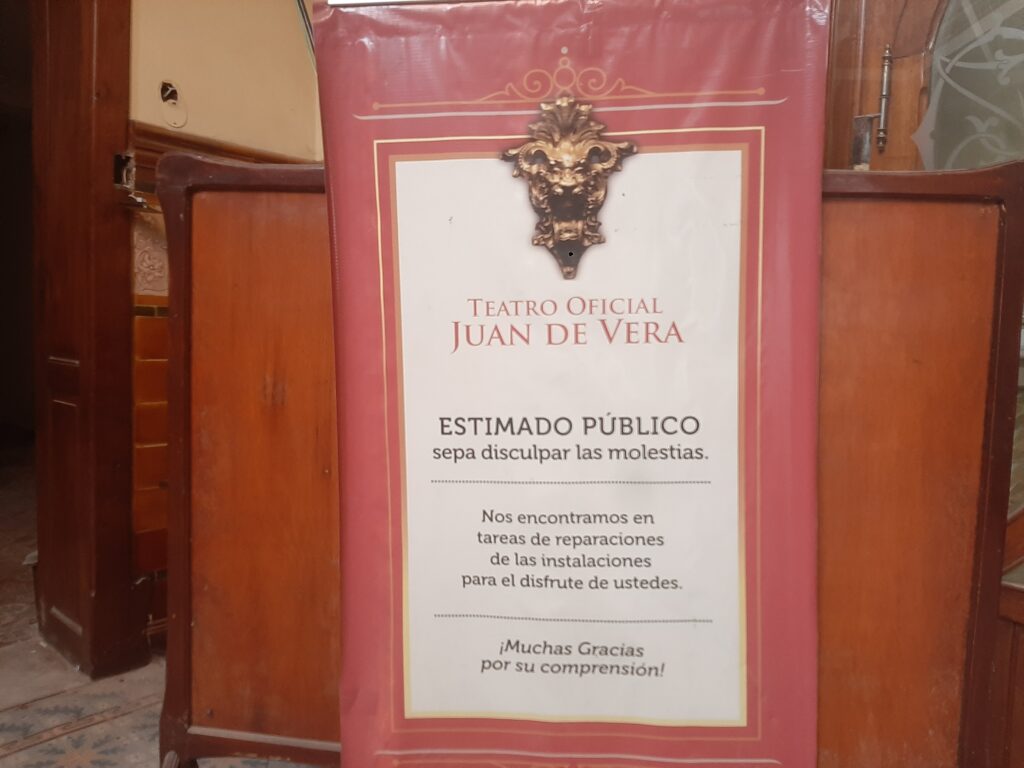 TEATRO OFICIAL
JUAN DE VERA
ESTIMADO PÚBLICO
sepa disculpar las molestias.
Nos encontramos en
tareas de reparaciones
de las instalaciones
para el disfrute de ustedes.
¡Muchas Gracias
por su comprensión!